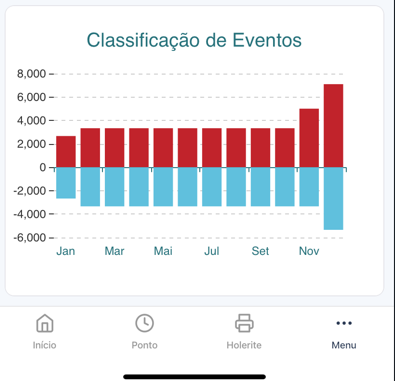 Classificação de Eventos
8,000
6,000
4,000
2,000
0
-2,000
-4,000
-6,000
Jan Mar Mai Jul Set Nov
Início Ponto Holerite Menu